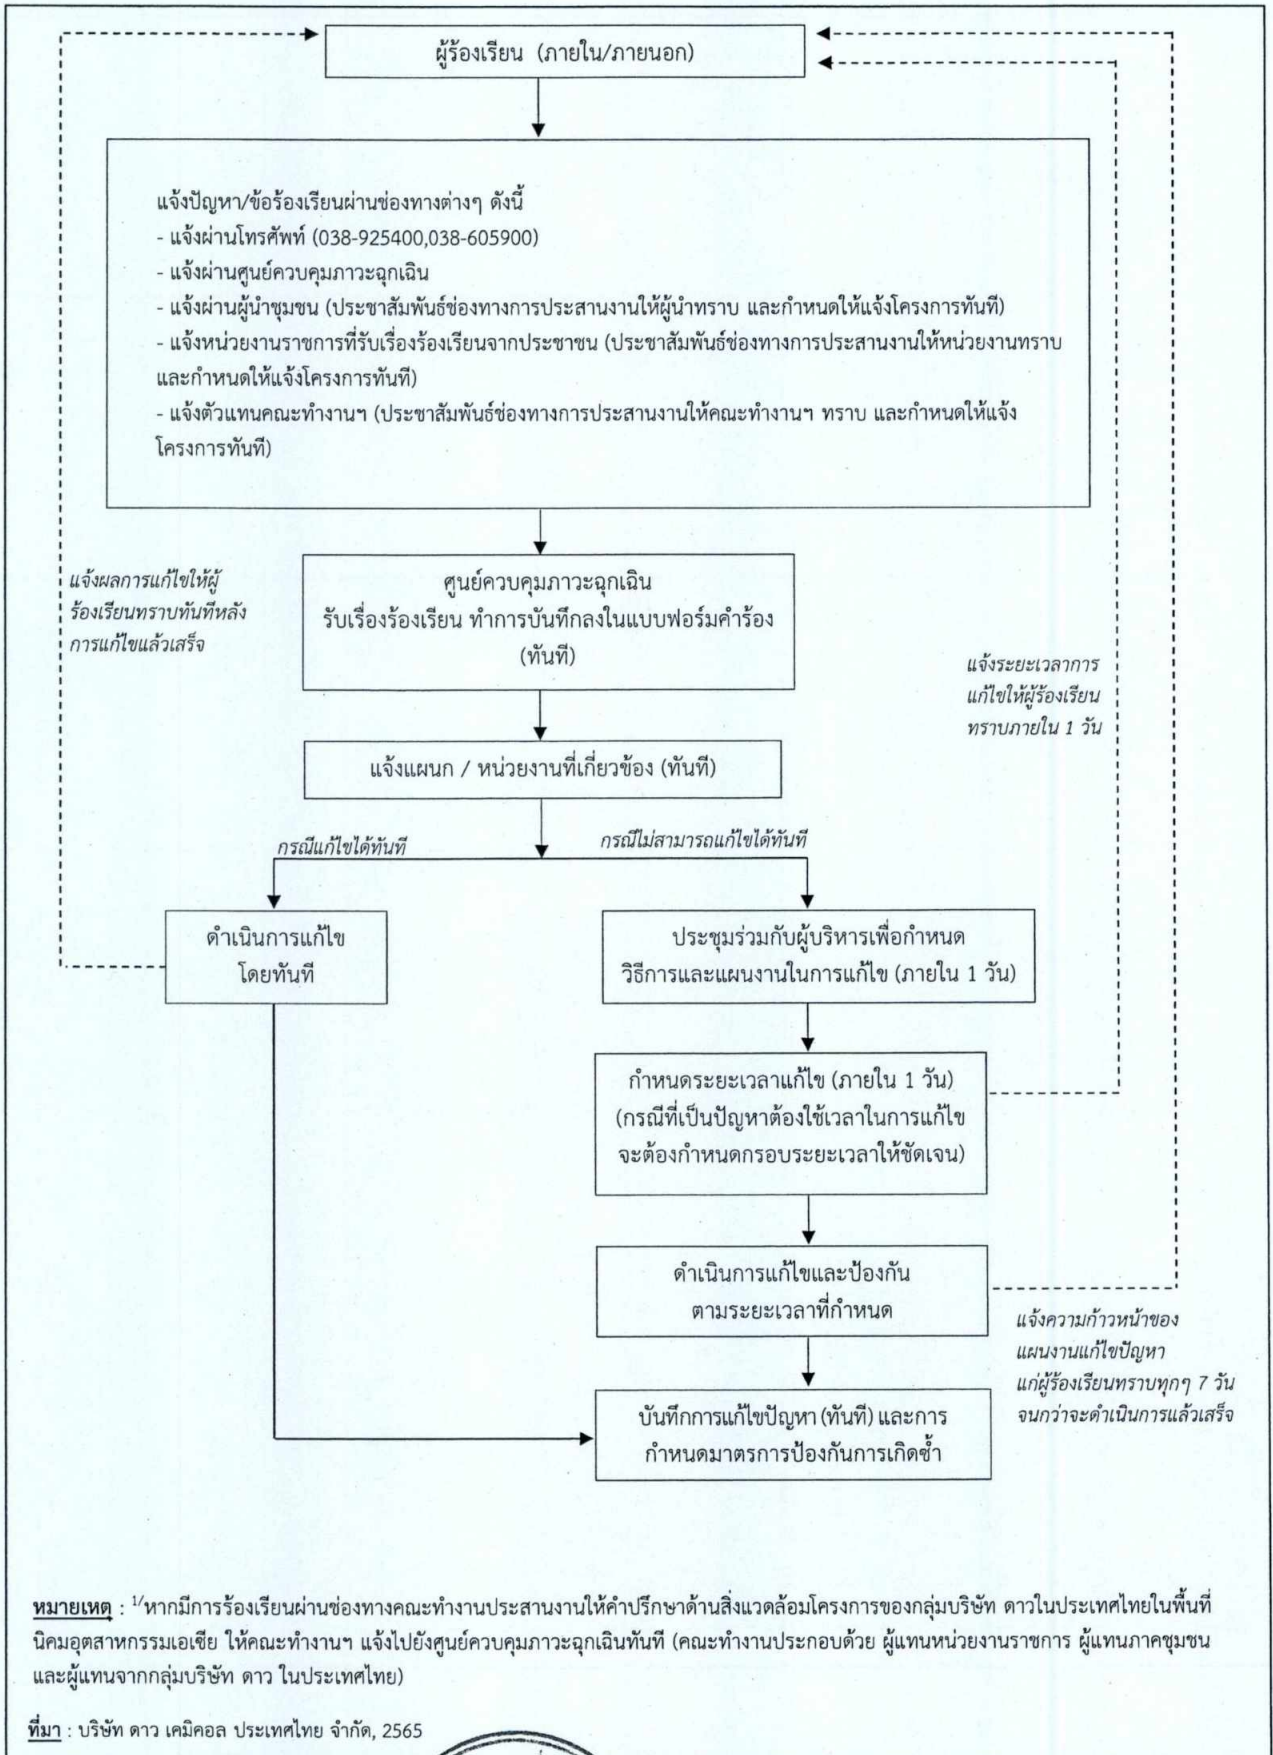 ผู้ร้องเรียน (ภายใน/ภายนอก)
แจ้งปัญหา/ข้อร้องเรียนผ่านช่องทางต่างๆ ดังนี้
- แจ้งผ่านโทรศัพท์ (038-925400,038-605900)
- แจ้งผ่านศูนย์ควบคุมภาวะฉุกเฉิน
- แจ้งผ่านผู้นำชุมชน (ประชาสัมพันธ์ช่องทางการประสานงานให้ผู้นำทราบ และกำหนดให้แจ้งโครงการทันที)
- แจ้งหน่วยงานราชการที่รับเรื่องร้องเรียนจากประชาชน (ประชาสัมพันธ์ช่องทางการประสานงานให้หน่วยงานทราบ
และกำหนดให้แจ้งโครงการทันที)
- แจ้งตัวแทนคณะทำงานฯ (ประชาสัมพันธ์ช่องทางการประสานงานให้คณะทำงานฯ ทราบ และกำหนดให้แจ้ง
โครงการทันที)
แจ้งผลการแก้ไขให้ผู้
ร้องเรียนทราบทันทีหลัง
การแก้ไขแล้วเสร็จ
ศูนย์ควบคุมภาวะฉุกเฉิน
รับเรื่องร้องเรียน ทำการบันทึกลงในแบบฟอร์มคำร้อง
(ทันที)
แจ้งระยะเวลาการ
แก้ไขให้ผู้ร้องเรียน
ทราบภายใน 1 วัน
แจ้งแผนก / หน่วยงานที่เกี่ยวข้อง (ทันที)
กรณีแก้ไขได้ทันที
กรณีไม่สามารถแก้ไขได้ทันที
ดำเนินการแก้ไข
โดยทันที
ประชุมร่วมกับผู้บริหารเพื่อกำหนด
วิธีการและแผนงานในการแก้ไข (ภายใน 1 วัน)
กำหนดระยะเวลาแก้ไข (ภายใน 1 วัน)
(กรณีที่เป็นปัญหาต้องใช้เวลาในการแก้ไข
จะต้องกำหนดกรอบระยะเวลาให้ชัดเจน)
ดำเนินการแก้ไขและป้องกัน
ตามระยะเวลาที่กำหนด
แจ้งความก้าวหน้าของ
แผนงานแก้ไขปัญหา
แก่ผู้ร้องเรียนทราบทุกๆ 7 วัน
จนกว่าจะดำเนินการแล้วเสร็จ
บันทึกการแก้ไขปัญหา (ทันที) และการ
กำหนดมาตรการป้องกันการเกิดซ้ำ
หมายเหตุ : 1/หากมีการร้องเรียนผ่านช่องทางคณะทำงานประสานงานให้คำปรึกษาด้านสิ่งแวดล้อมโครงการของกลุ่มบริษัท ดาวในประเทศไทยในพื้นที่
นิคมอุตสาหกรรมเอเชีย ให้คณะทำงานฯ แจ้งไปยังศูนย์ควบคุมภาวะฉุกเฉินทันที (คณะทำงานประกอบด้วย ผู้แทนหน่วยงานราชการ ผู้แทนภาคชุมชน
และผู้แทนจากกลุ่มบริษัท ดาว ในประเทศไทย)
ที่มา : บริษัท ดาว เคมิคอล ประเทศไทย จำกัด, 2565